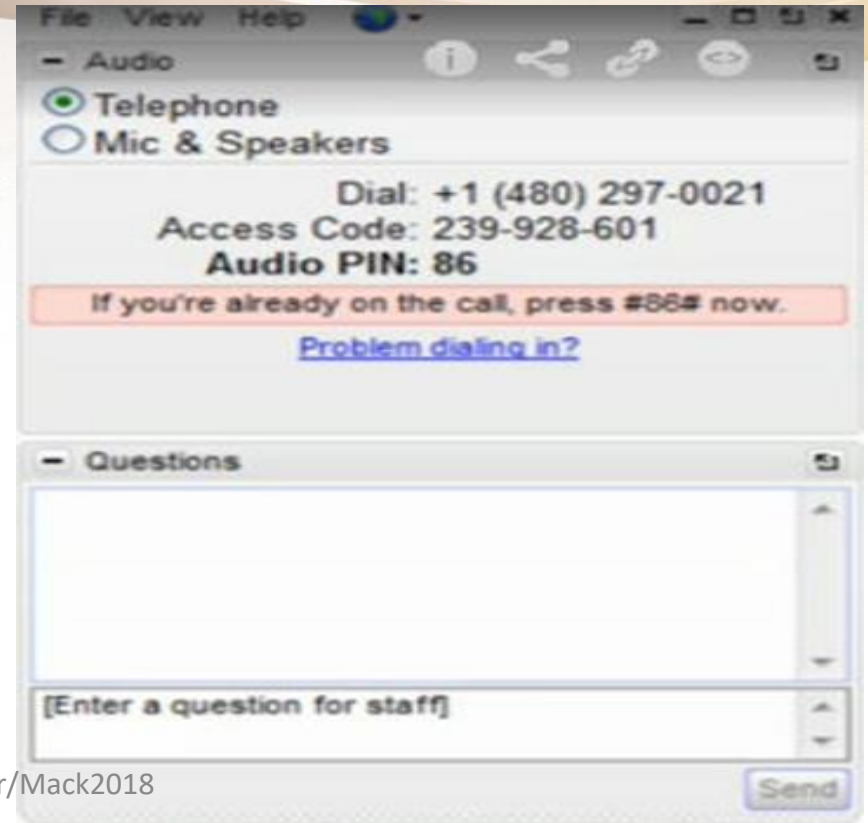 File View Help
- Audio
Telephone
Mic & Speakers
Dial: +1 (480) 297-0021
Access Code: 239-928-601
Audio PIN: 86
If you're already on the call, press #86# now.
Problem dialing in?
- Questions
[Enter a question for staff]
r/Mack2018
Send